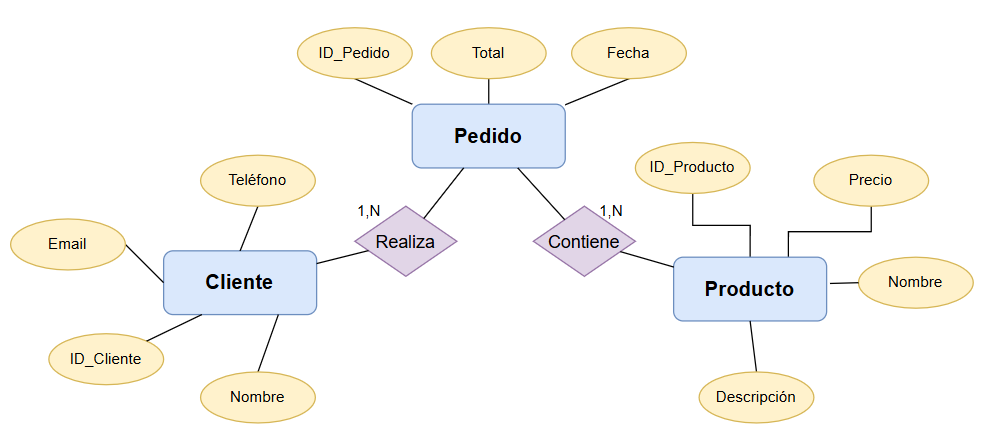 ID_Pedido
Total
Fecha
Pedido
ID_Producto
Precio
Teléfono
1,N
1,N
Realiza
Contiene
Email
Cliente
Producto
Nombre
ID_Cliente
Nombre
Descripción